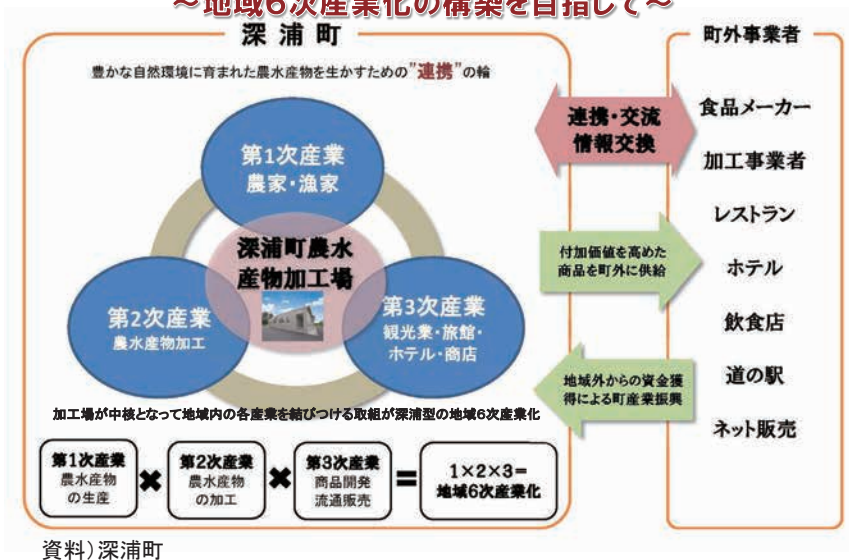 ~地域6次産業化の構築を目指して~
深浦町
豊かな自然環境に育まれた農水産物を生かすための"連携"の輪
第1次産業
農家・漁家
深浦町農水
産物加工場
第2次産業
農水産物加工
第3次産業
観光業・旅館・
ホテル・商店
加工場が中核となって地域内の各産業を結びつける取組が深浦型の地域6次産業化
第1次産業
農水産物
の生産
×
第2次産業
農水産物
の加工
×
第3次産業
商品開発
流通販売
=
1×2×3=
地域6次産業化
連携・交流
情報交換
付加価値を高めた
商品を町外に供給
地域外からの資金獲
得による町産業振興
町外事業者
食品メーカー
加工事業者
レストラン
ホテル
飲食店
道の駅
ネット販売
資料)深浦町